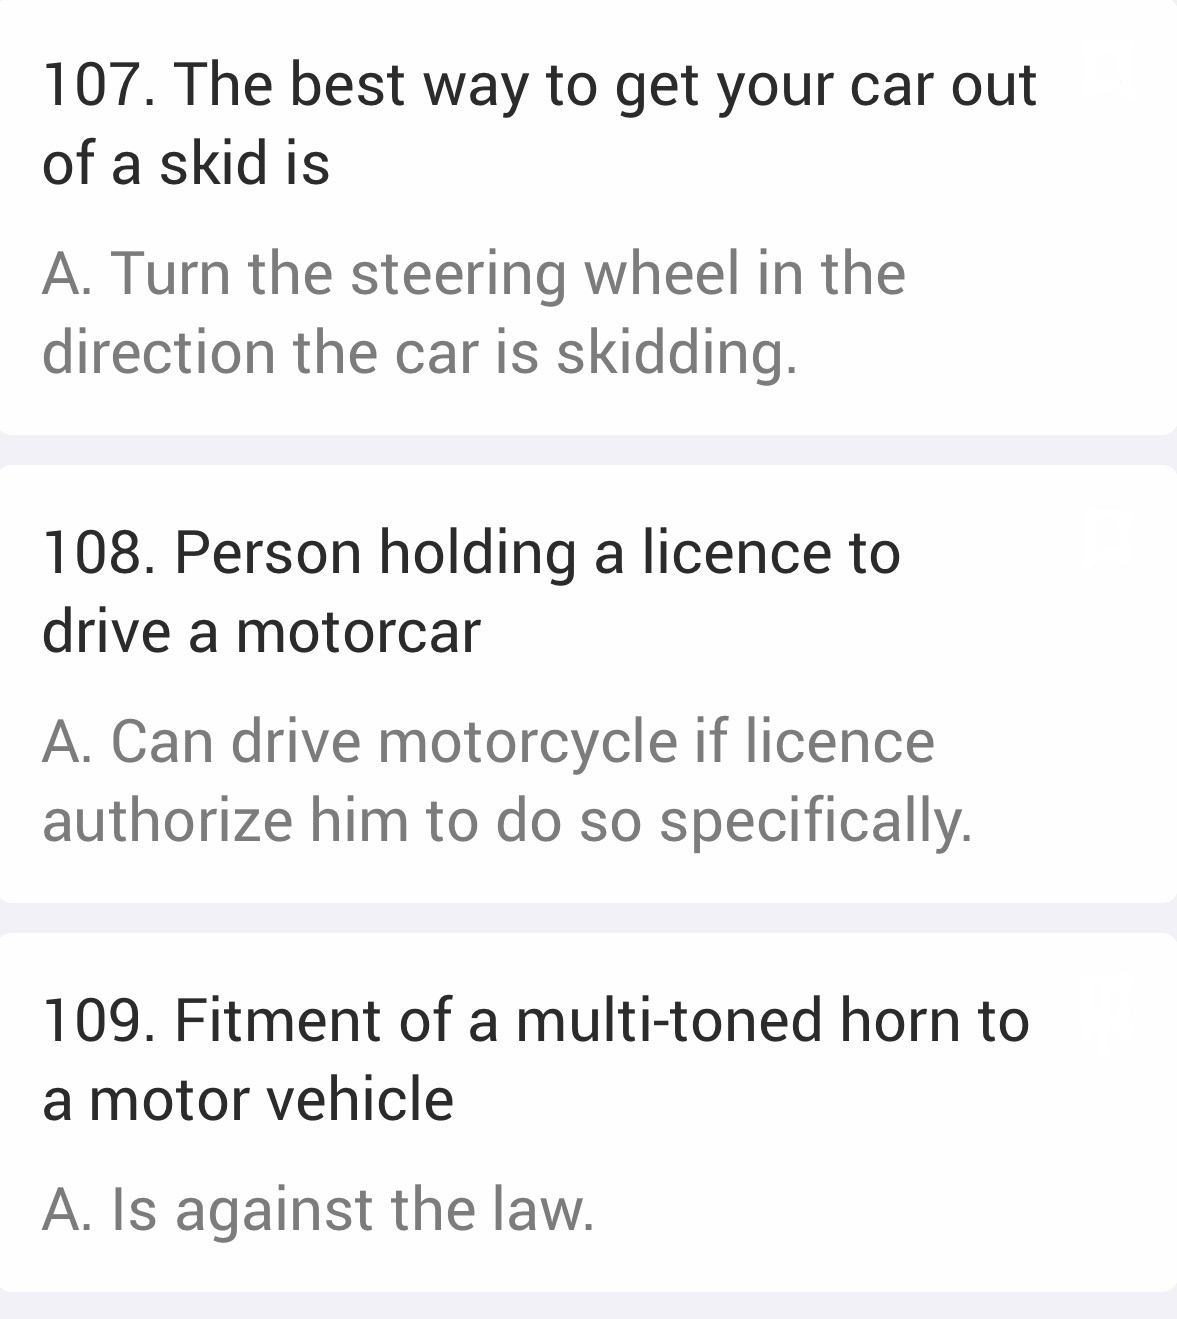 107. The best way to get your car out
of a skid is
A. Turn the steering wheel in the
direction the car is skidding.
108. Person holding a licence to
drive a motorcar
A. Can drive motorcycle if licence
authorize him to do so specifically.
109. Fitment of a multi-toned horn to
a motor vehicle
A. Is against the law.